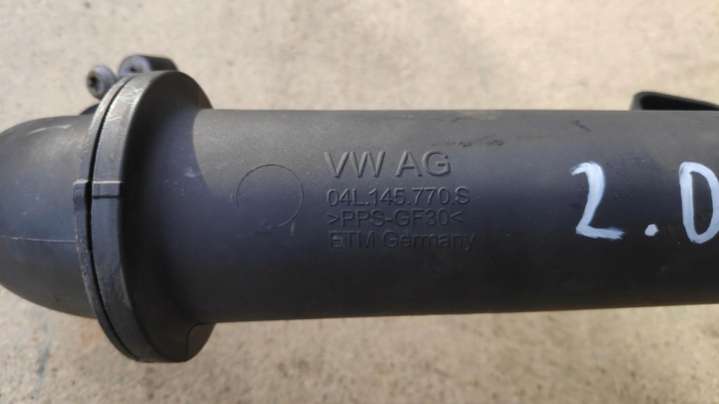 VW AG
04L.145.770.S
>PPS-GF30<
ETM Germany
2.0